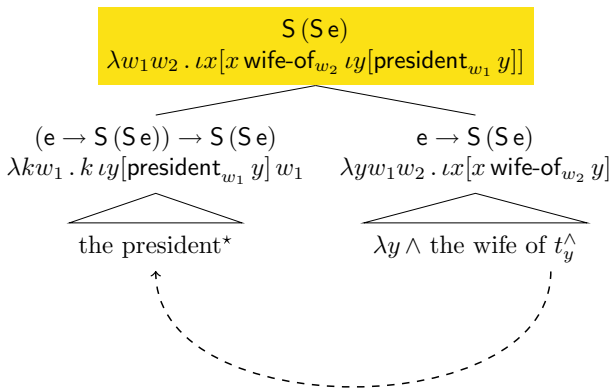 S (S e)
λw₁w₂ . ιx[x wife-of_w₂ ιy[president_w₁ y]]
(e → S (S e)) → S (S e)
λkw₁ . k ιy[president_w₁ y] w₁
e → S (S e)
λyw₁w₂ . ιx[x wife-of_w₂ y]
the president⋆
λy ∧ the wife of t_y^∧